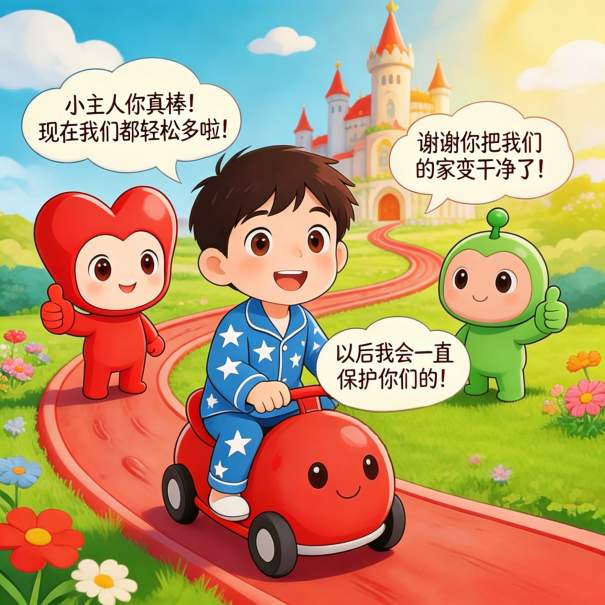 小主人你真棒！
现在我们都轻松多啦！
谢谢你把我们
的家变干净了！
以后我会一直
保护你们的！